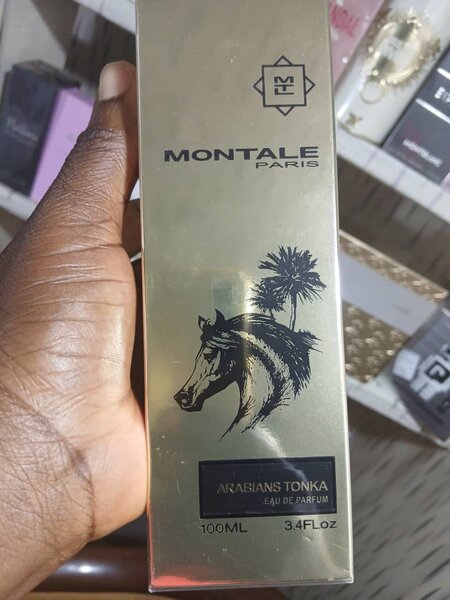 MONTALE
PARIS
ARABIANS TONKA
EAU DE PARFUM
100ML 3.4FLoz